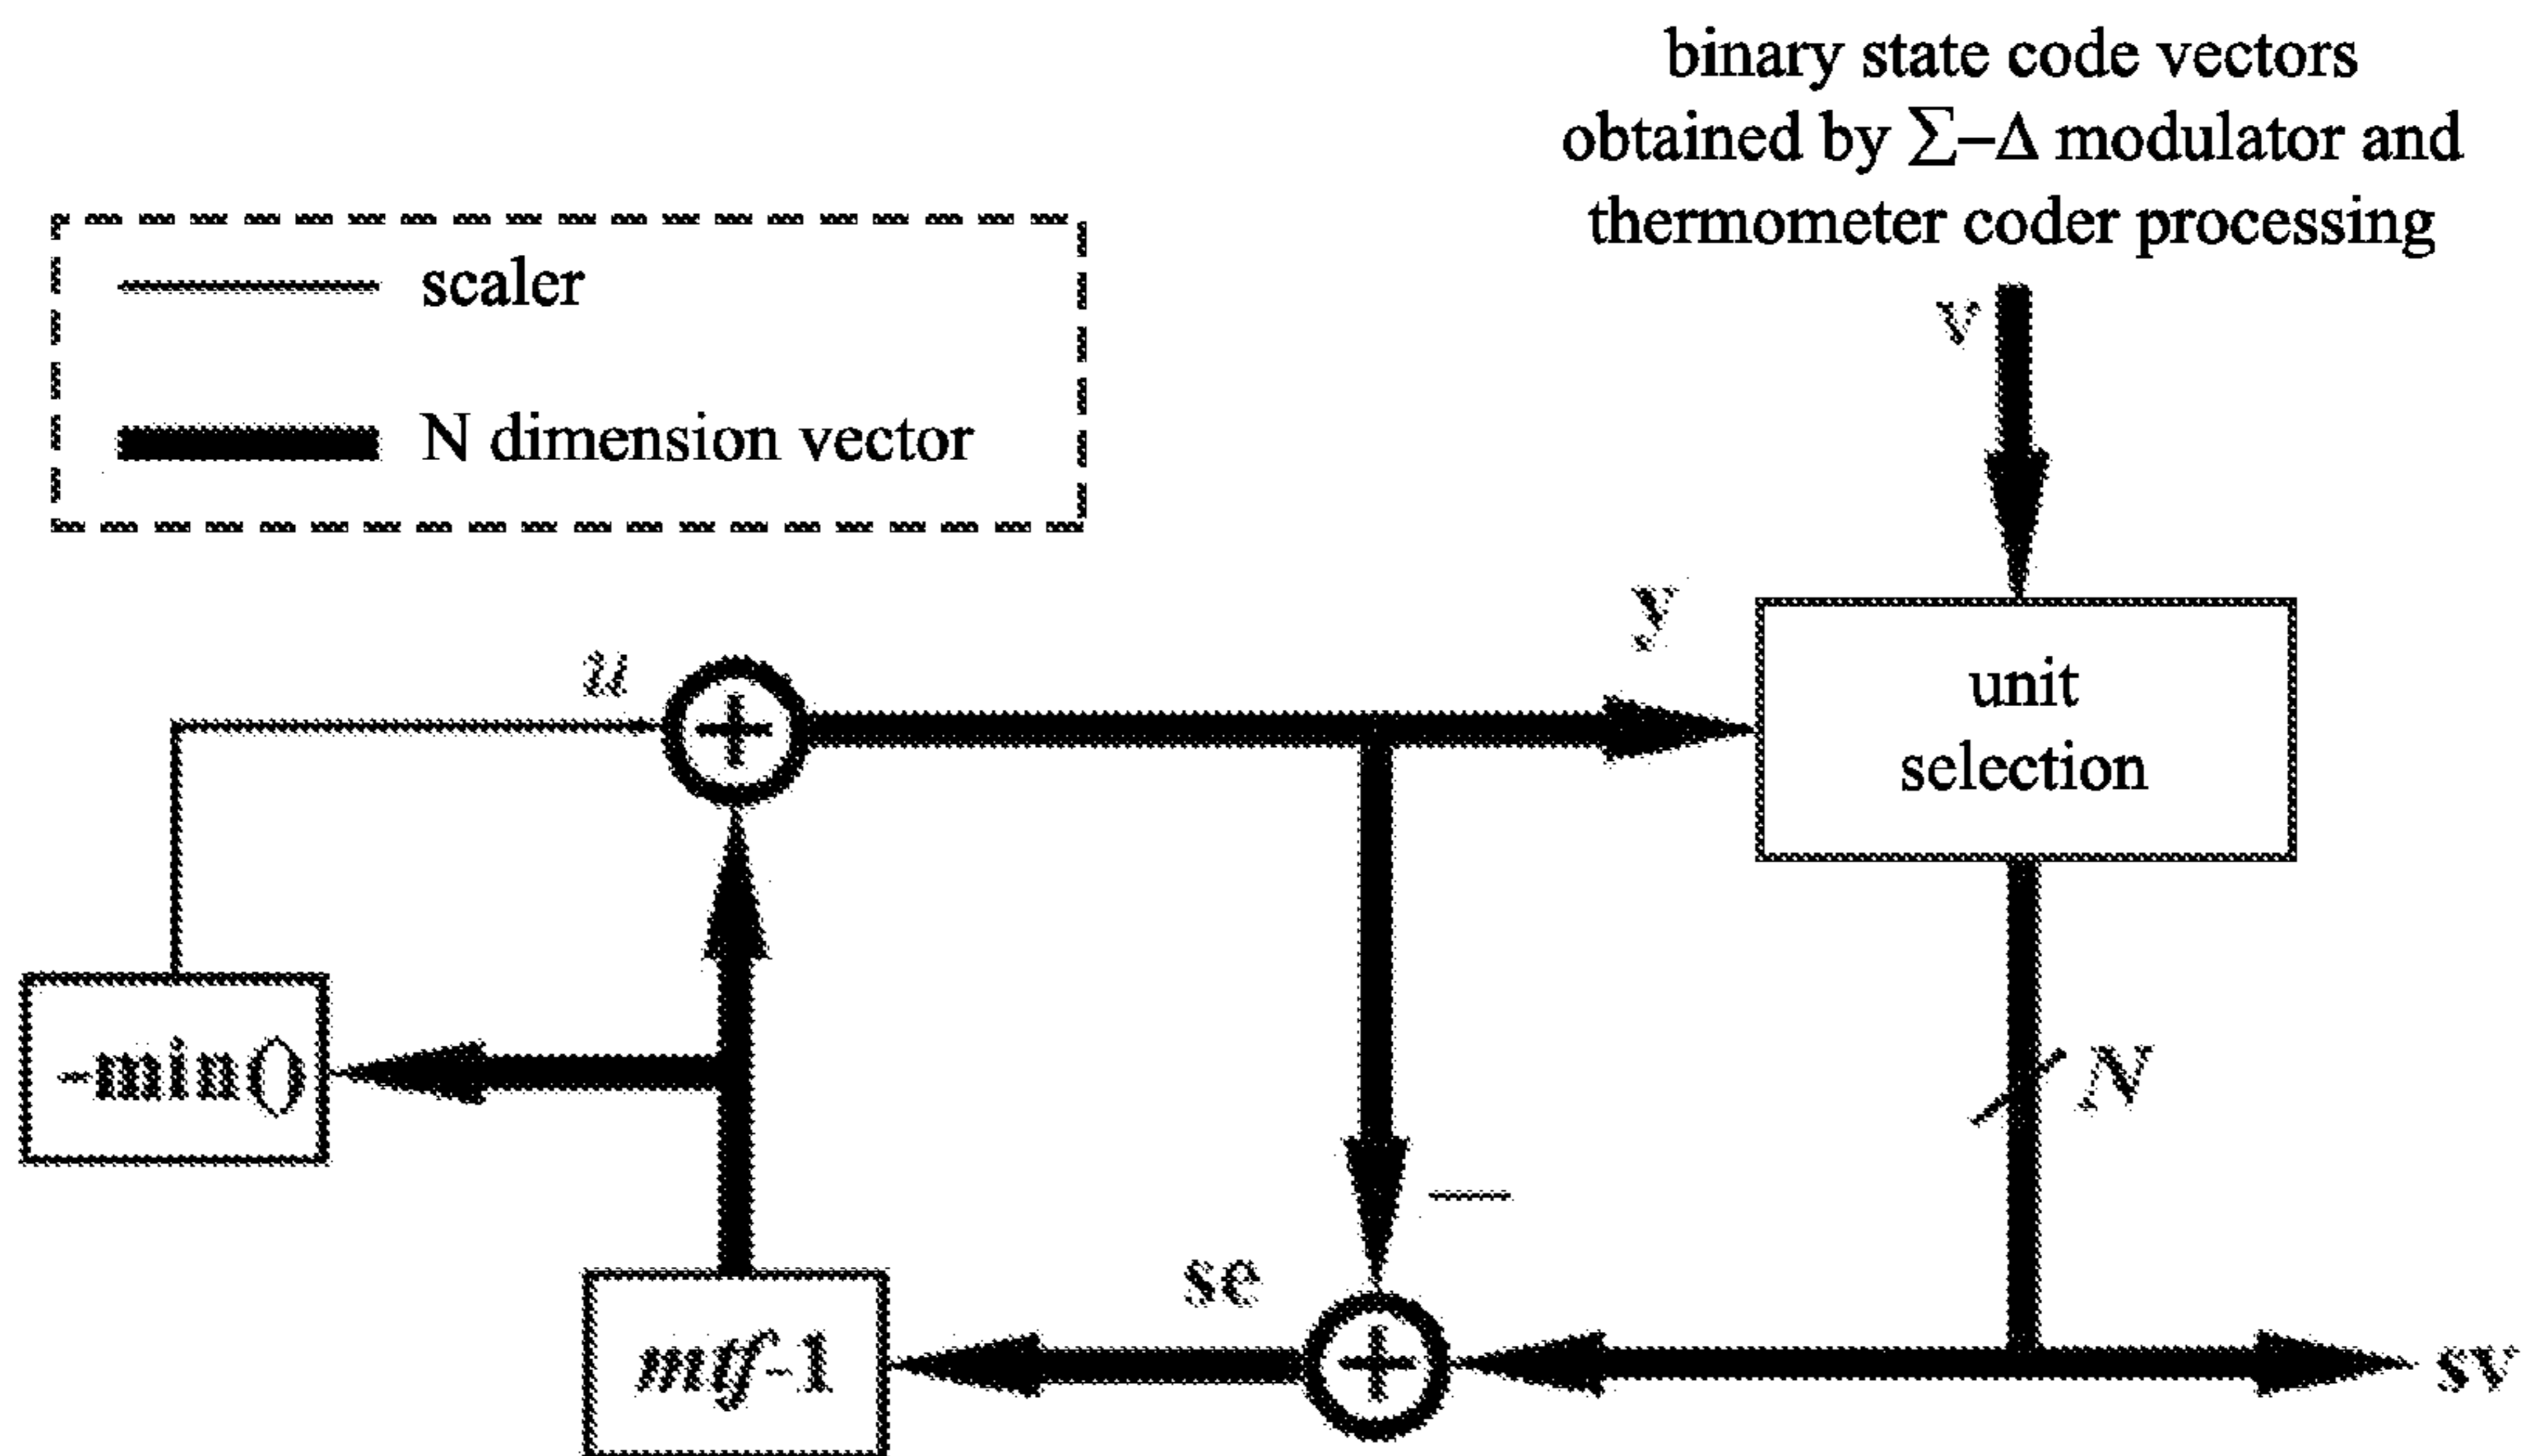 binary state code vectors
obtained by Σ–Δ modulator and
thermometer coder processing
scaler
N dimension vector
v
y
u
unit
selection
-min()
N
se
mtf-1
sv